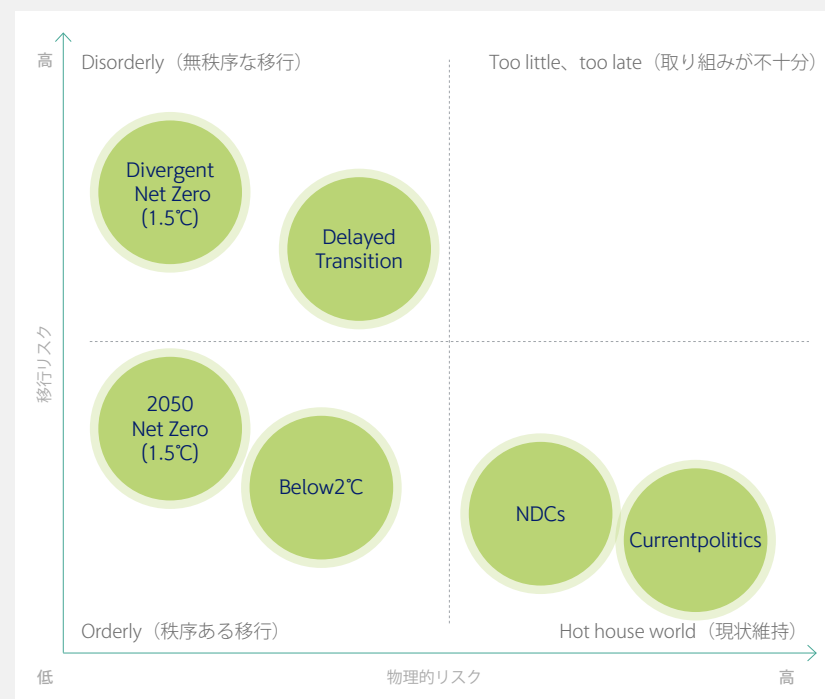 高
Disorderly（無秩序な移行）
Too little、too late（取り組みが不十分）
Divergent
Net Zero
(1.5℃)
Delayed
Transition
移行リスク
2050
Net Zero
(1.5℃)
Below2℃
NDCs
Currentpolitics
Orderly（秩序ある移行）
Hot house world（現状維持）
低
物理的リスク
高